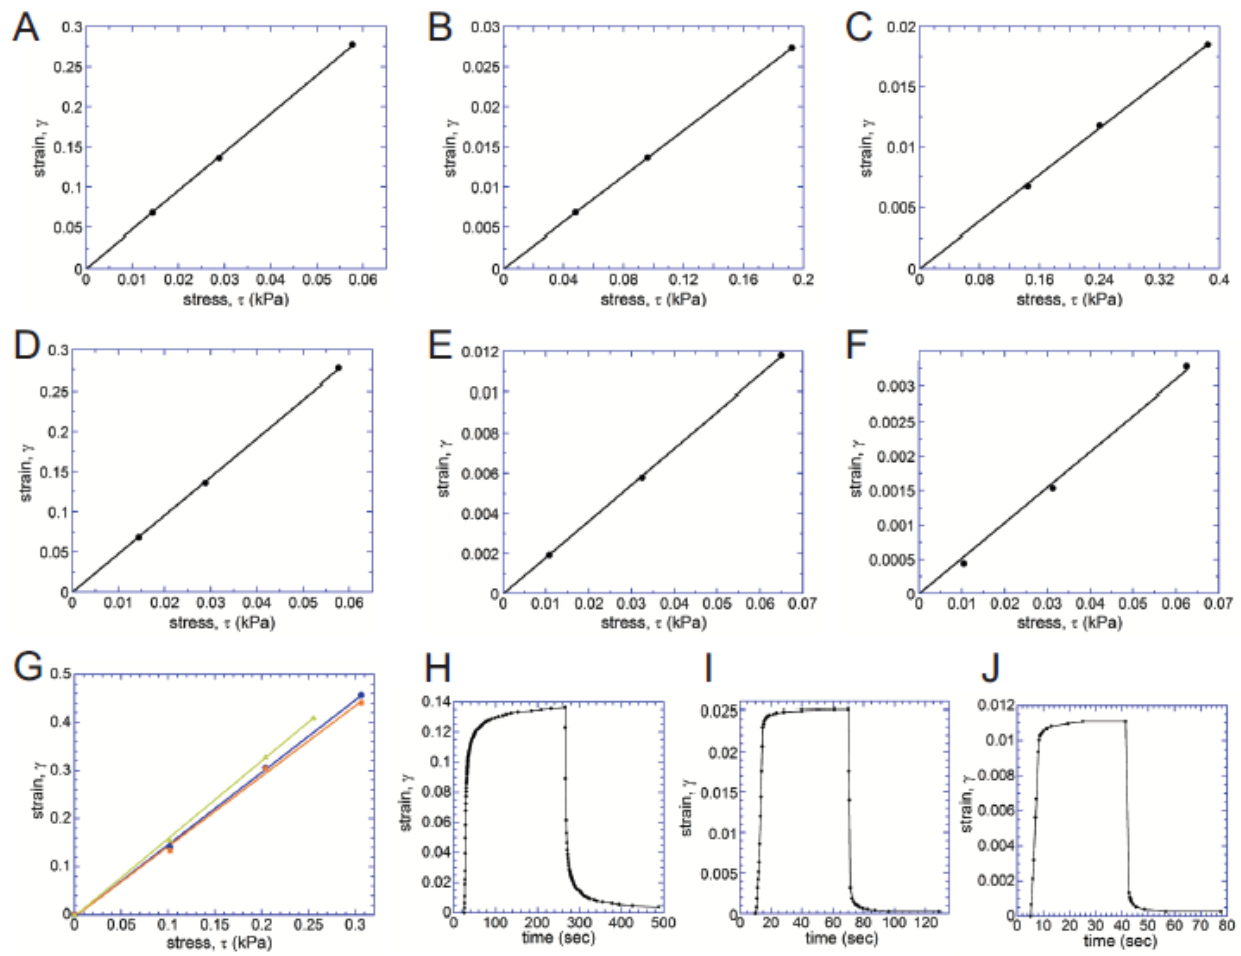 A
0.3
0.25
0.2
0.15
0.1
0.05
0
strain, γ
0 0.01 0.02 0.03 0.04 0.05 0.06
stress, τ (kPa)
B
0.03
0.025
0.02
0.015
0.01
0.005
0
strain, γ
0 0.04 0.08 0.12 0.16 0.2
stress, τ (kPa)
C
0.02
0.015
0.01
0.005
0
strain, γ
0 0.08 0.16 0.24 0.32 0.4
stress, τ (kPa)
D
0.3
0.25
0.2
0.15
0.1
0.05
0
strain, γ
0 0.01 0.02 0.03 0.04 0.05 0.06
stress, τ (kPa)
E
0.012
0.01
0.008
0.006
0.004
0.002
0
strain, γ
0 0.01 0.02 0.03 0.04 0.05 0.06 0.07
stress, τ (kPa)
F
0.003
0.0025
0.002
0.0015
0.001
0.0005
0
strain, γ
0 0.01 0.02 0.03 0.04 0.05 0.06 0.07
stress, τ (kPa)
G
0.5
0.4
0.3
0.2
0.1
0
strain, γ
0 0.05 0.1 0.15 0.2 0.25 0.3
stress, τ (kPa)
H
0.14
0.12
0.1
0.08
0.06
0.04
0.02
0
strain, γ
0 100 200 300 400 500
time (sec)
I
0.025
0.02
0.015
0.01
0.005
0
strain, γ
0 20 40 60 80 100 120
time (sec)
J
0.012
0.01
0.008
0.006
0.004
0.002
0
strain, γ
0 10 20 30 40 50 60 70 80
time (sec)